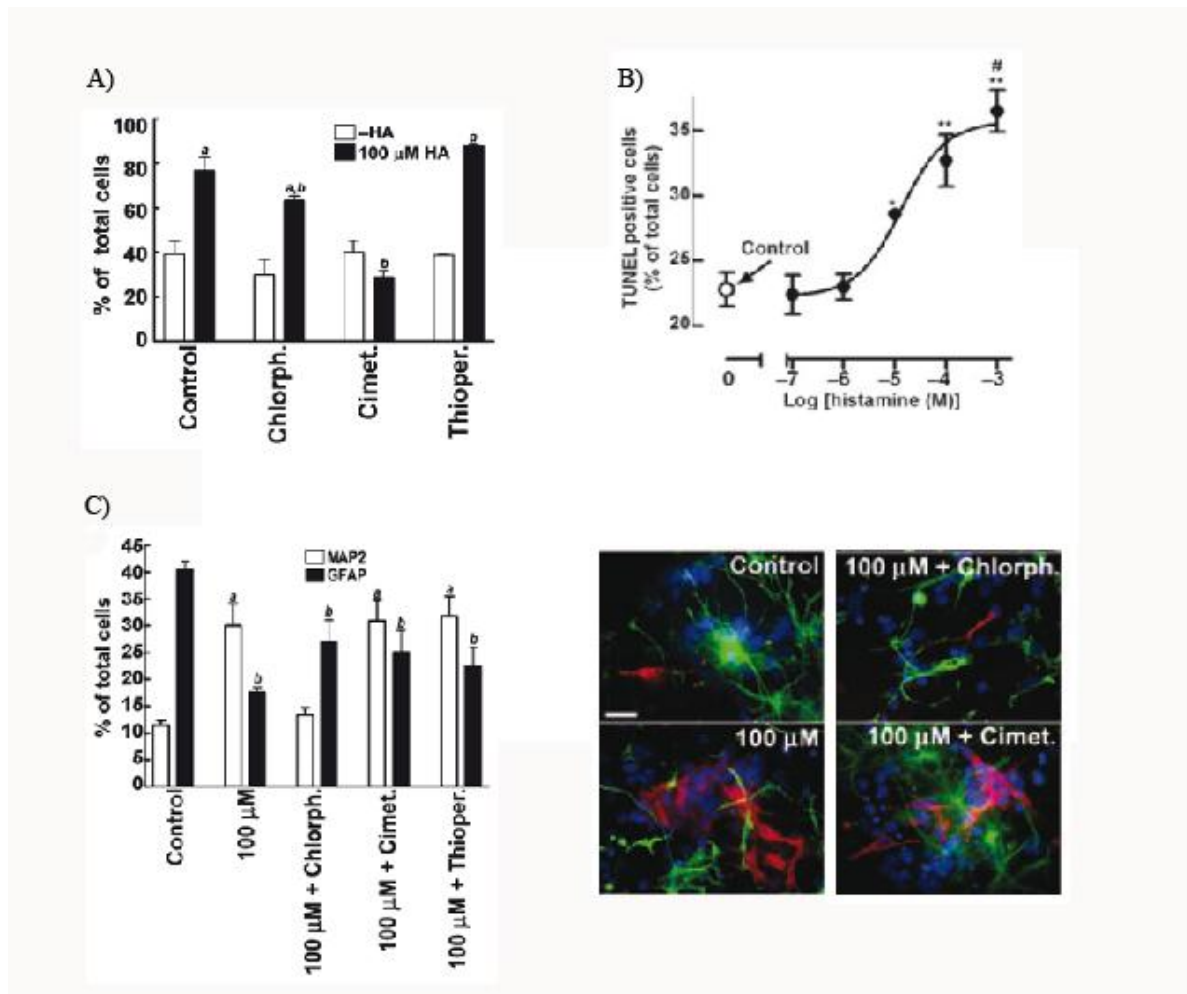 A)
% of total cells
100
80
60
40
20
0
–HA
100 µM HA
a
a,b
b
Control
Chlorph.
Cimet.
Thioper.
B)
TUNEL positive cells
(% of total cells)
35
30
25
20
Control
*
**
#
**
0
–7
–6
–5
–4
–3
Log [histamine (M)]
C)
% of total cells
45
40
35
30
25
20
15
10
5
0
MAP2
GFAP
a
b
b
b
a
b
Control
100 µM
100 µM + Chlorph.
100 µM + Cimet.
100 µM + Thioper.
Control
100 µM + Chlorph.
100 µM
100 µM + Cimet.